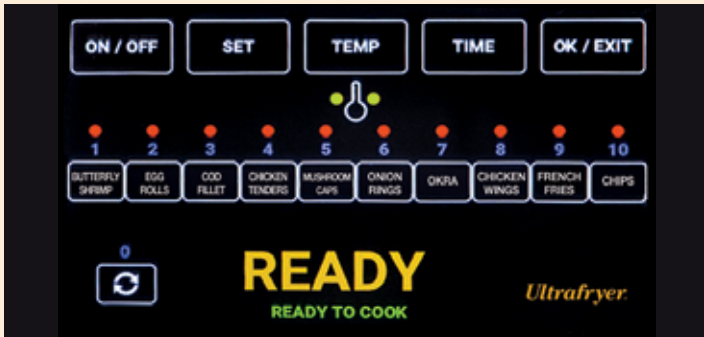 ON / OFF SET TEMP TIME OK / EXIT
1 2 3 4 5 6 7 8 9 10
BUTTERFLY SHRIMP
EGG ROLLS
COD FILLET
CHICKEN TENDERS
MUSHROOM CAPS
ONION RINGS
OKRA
CHICKEN WINGS
FRENCH FRIES
CHIPS
0
READY
READY TO COOK
Ultrafryer